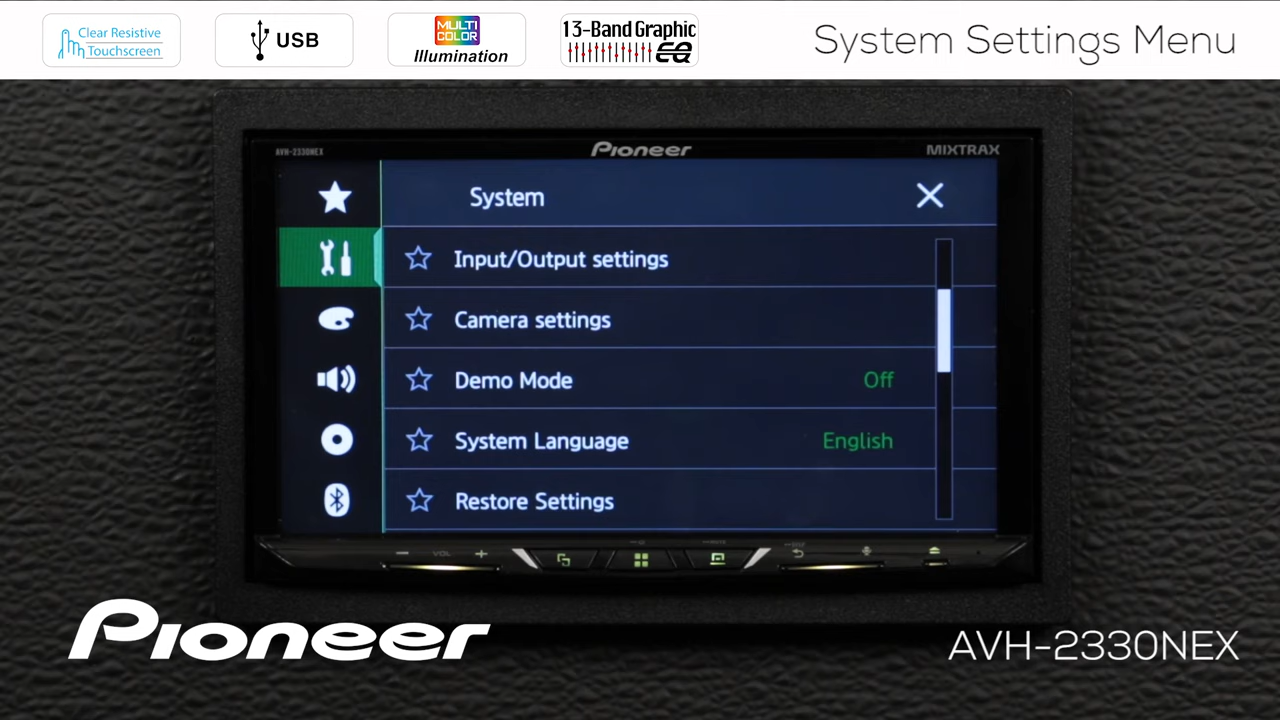 Clear Resistive
Touchscreen
USB
MULTI
COLOR
Illumination
13-Band Graphic
EQ
System Settings Menu
AVH-2330NEX
Pioneer
MIXTRAX
System
Input/Output settings
Camera settings
Demo Mode
Off
System Language
English
Restore Settings
VOL
Pioneer
AVH-2330NEX